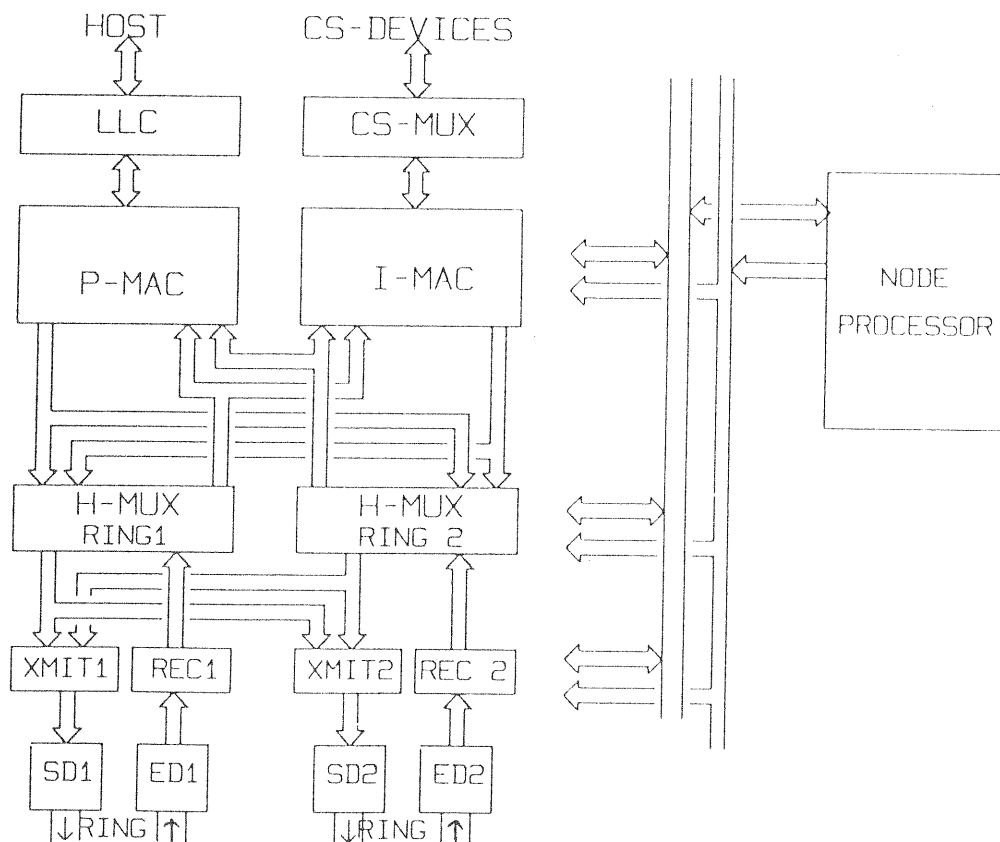 HOST
CS-DEVICES
LLC
CS-MUX
P-MAC
I-MAC
NODE
PROCESSOR
H-MUX
RING1
H-MUX
RING 2
XMIT1
REC1
XMIT2
REC 2
SD1
ED1
SD2
ED2
RING
RING